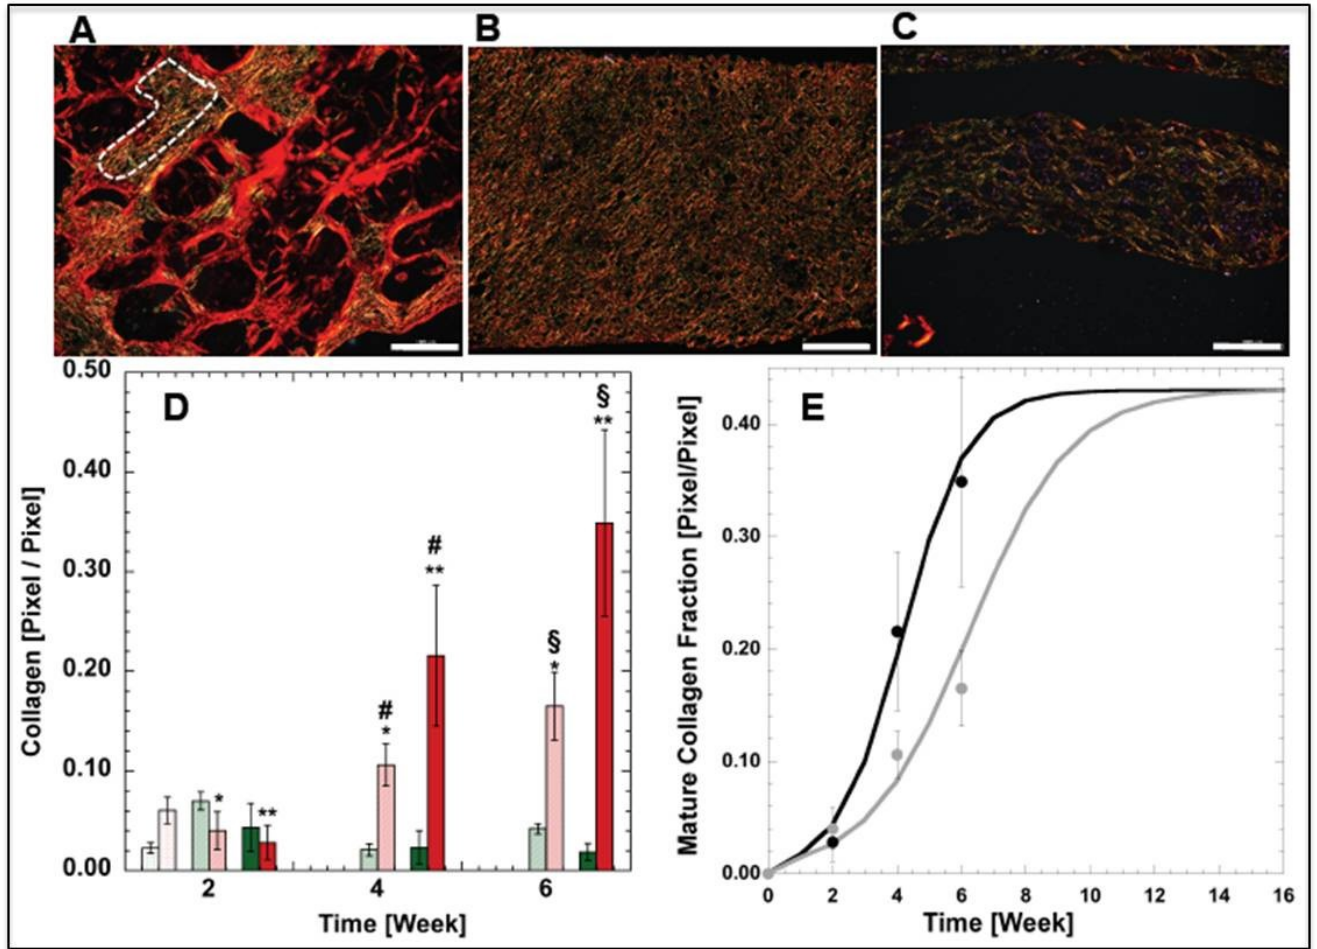 A
B
C
D
Collagen [Pixel / Pixel]
0.50
0.40
0.30
0.20
0.10
0.00
*
**
#
*
#
**
§
*
§
**
2
4
6
Time [Week]
E
Mature Collagen Fraction [Pixel/Pixel]
0.40
0.30
0.20
0.10
0.00
0 2 4 6 8 10 12 14 16
Time [Week]